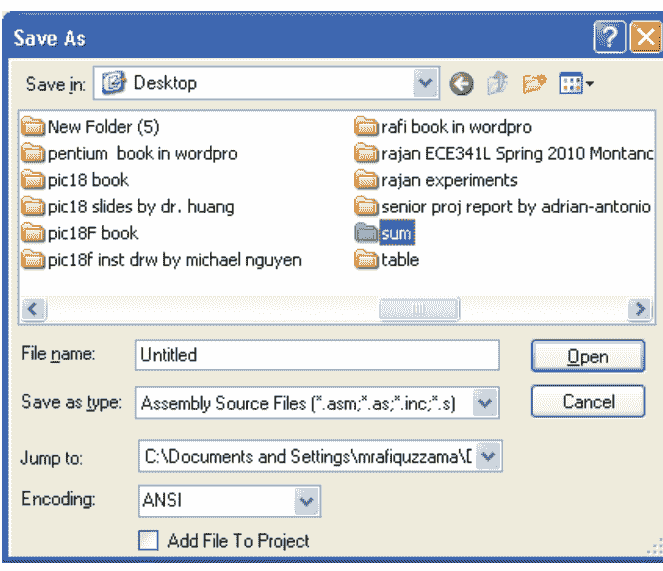 Save As
Save in: Desktop
New Folder (5)
pentium book in wordpro
pic18 book
pic18 slides by dr. huang
pic18F book
pic18f inst drw by michael nguyen
rafi book in wordpro
rajan ECE341L Spring 2010 Montanc
rajan experiments
senior proj report by adrian-antonio
sum
table
File name: Untitled
Open
Save as type: Assembly Source Files (*.asm;*.as;*.inc;*.s)
Cancel
Jump to: C:\Documents and Settings\mrafiquzzama\D
Encoding: ANSI
Add File To Project